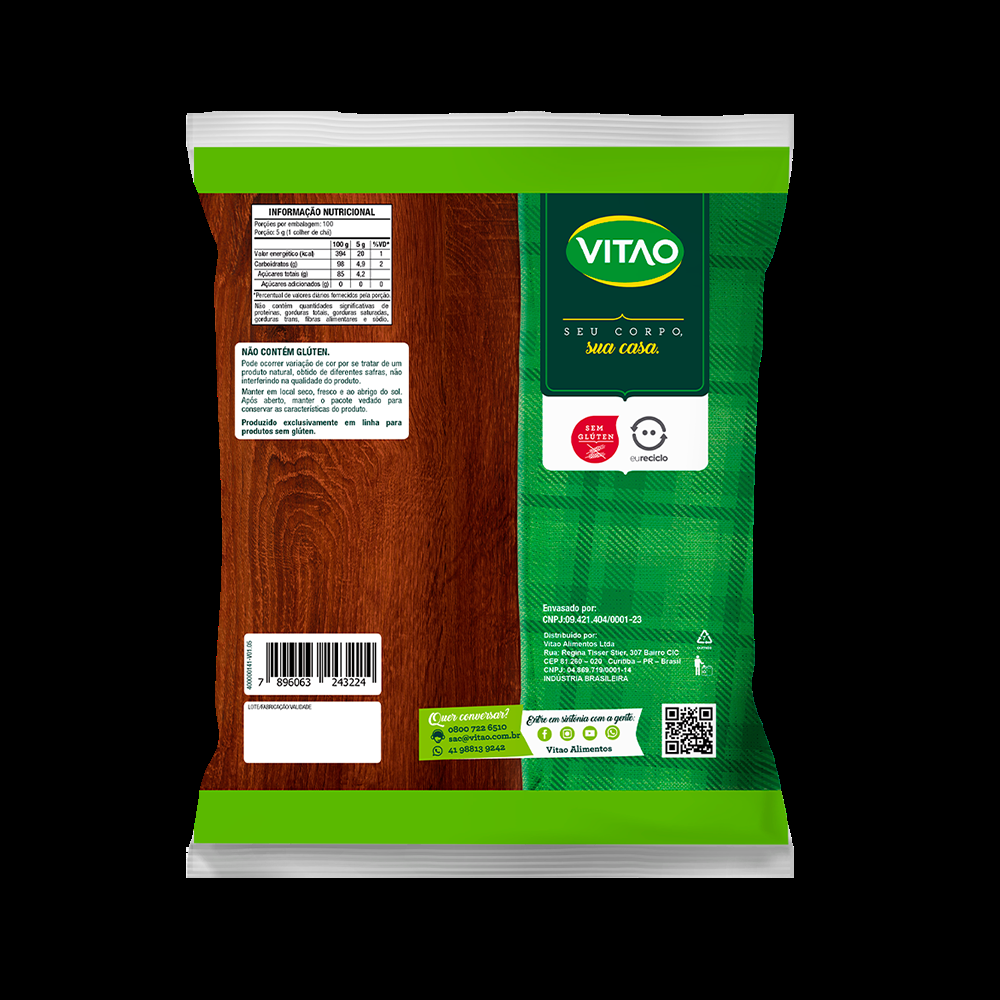 INFORMAÇÃO NUTRICIONAL
Porções por embalagem: 100
Porção: 5 g (1 colher de chá)
100 g 5 g %VD*
Valor energético (kcal) 394 20 1
Carboidratos (g) 98 4,9 2
Açúcares totais (g) 85 4,2
Açúcares adicionados (g) 0 0 0
*Percentual de valores diários fornecidos pela porção.
Não contém quantidades significativas de
proteínas, gorduras totais, gorduras saturadas,
gorduras trans, fibras alimentares e sódio.
NÃO CONTÉM GLÚTEN.
Pode ocorrer variação de cor por se tratar de um
produto natural, obtido de diferentes safras, não
interferindo na qualidade do produto.
Manter em local seco, fresco e ao abrigo do sol.
Após aberto, manter o pacote vedado para
conservar as características do produto.
Produzido exclusivamente em linha para
produtos sem glúten.
400000141-V01.05
7 896063 243224
LOTE/FABRICAÇÃO/VALIDADE
VITAO
SEU CORPO,
sua casa.
SEM
GLÚTEN
eureciclo
Envasado por:
CNPJ:09.421.404/0001-23
Distribuído por:
Vitao Alimentos Ltda
Rua: Regina Tisser Stier, 307 Bairro CIC
CEP 81.260 – 020 Curitiba – PR – Brasil
CNPJ: 04.869.719/0001-14
INDÚSTRIA BRASILEIRA
Quer conversar?
0800 722 6510
sac@vitao.com.br
41 98813 9242
Entre em sintonia com a gente:
Vitao Alimentos